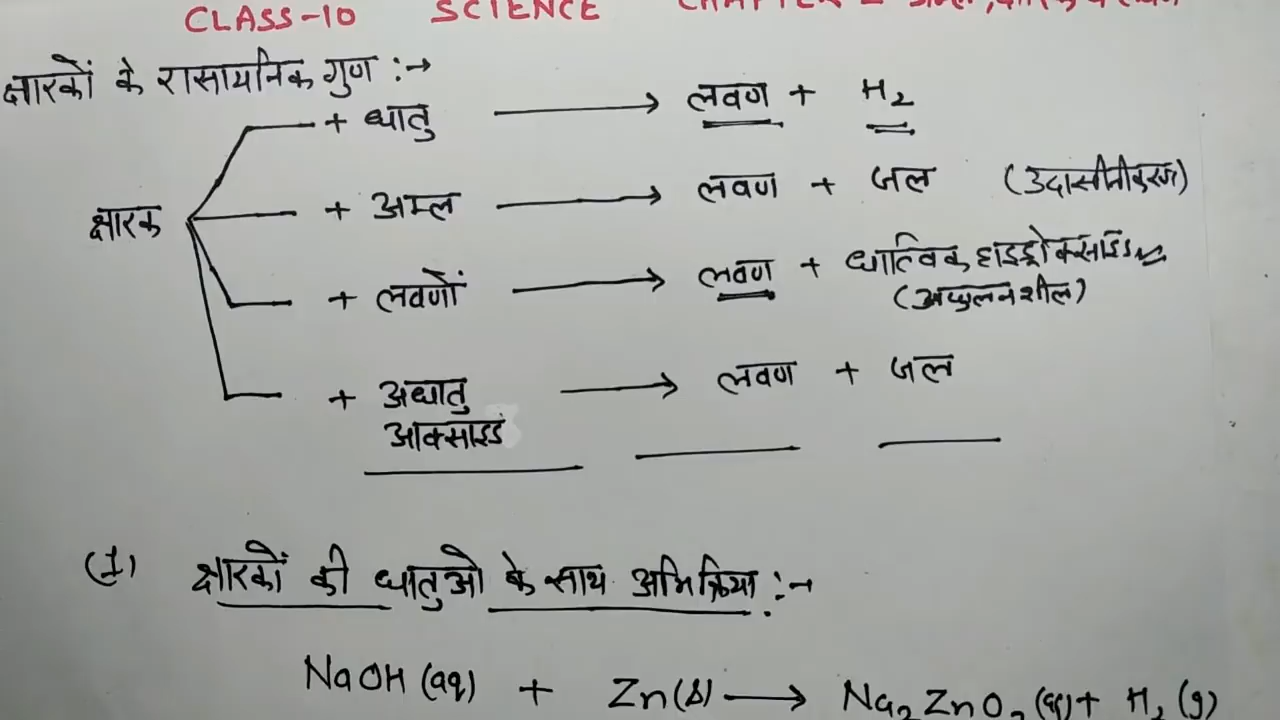 CLASS-10 SCIENCE
क्षारकों के रासायनिक गुण :→
+ धातु → लवण + H₂
क्षारक + अम्ल → लवण + जल (उदासीनीकरण)
+ लवणों → लवण + धात्विक हाइड्रोक्साइड
(अघुलनशील)
+ अधातु → लवण + जल
ऑक्साइड
(1) क्षारकों की धातुओ के साथ अभिक्रिया :→
NaOH (aq) + Zn(s) → Na₂ZnO₂(aq) + H₂(g)